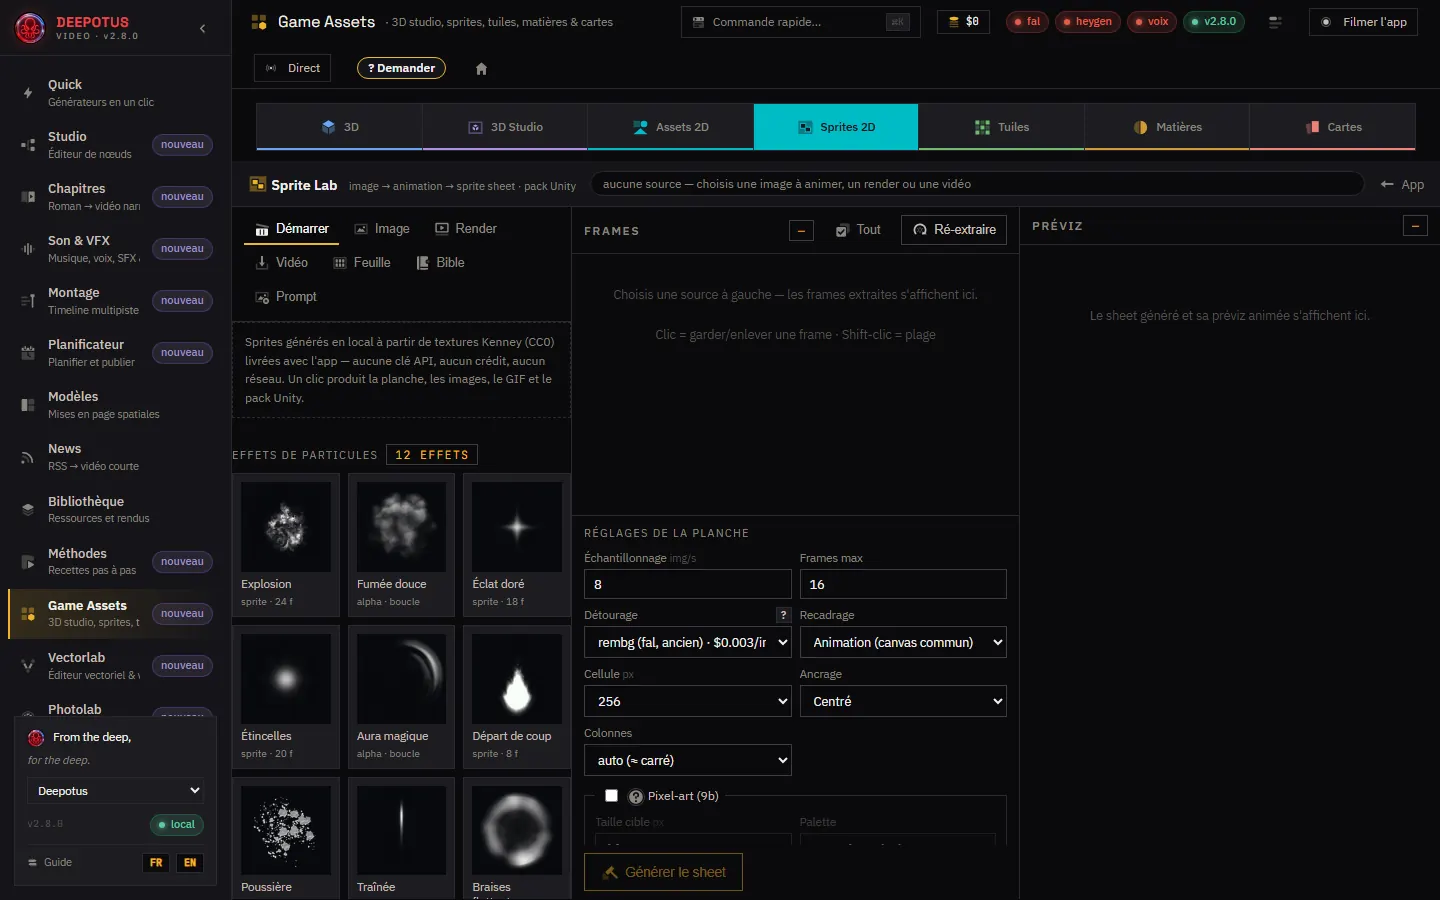 DEEPOTUS
VIDEO · v2.8.0
Quick
Générateurs en un clic
Studio
Éditeur de nœuds
nouveau
Chapitres
Roman → vidéo narr
nouveau
Son & VFX
Musique, voix, SFX
nouveau
Montage
Timeline multipiste
nouveau
Planificateur
Planifier et publier
nouveau
Modèles
Mises en page spatiales
News
RSS → vidéo courte
Bibliothèque
Ressources et rendus
Méthodes
Recettes pas à pas
nouveau
Game Assets
3D studio, sprites, t
nouveau
Vectorlab
Éditeur vectoriel &
nouveau
Photolab
nouveau
From the deep,
for the deep.
Deepotus
v2.8.0
local
Guide
FR
EN
Game Assets
· 3D studio, sprites, tuiles, matières & cartes
Commande rapide...
⌘K
$0
fal
heygen
voix
v2.8.0
Filmer l'app
Direct
? Demander
3D
3D Studio
Assets 2D
Sprites 2D
Tuiles
Matières
Cartes
Sprite Lab
image → animation → sprite sheet · pack Unity
aucune source — choisis une image à animer, un render ou une vidéo
← App
Démarrer
Image
Render
Vidéo
Feuille
Bible
Prompt
Sprites générés en local à partir de textures Kenney (CC0)
livrées avec l'app — aucune clé API, aucun crédit, aucun
réseau. Un clic produit la planche, les images, le GIF et le
pack Unity.
EFFETS DE PARTICULES
12 EFFETS
Explosion
sprite · 24 f
Fumée douce
alpha · boucle
Éclat doré
sprite · 18 f
Étincelles
sprite · 20 f
Aura magique
alpha · boucle
Départ de coup
sprite · 8 f
Poussière
Traînée
Braises
FRAMES
–
Tout
Ré-extraire
Choisis une source à gauche — les frames extraites s'affichent ici.
Clic = garder/enlever une frame · Shift-clic = plage
RÉGLAGES DE LA PLANCHE
Échantillonnage img/s
Frames max
8
16
Détourage
?
Recadrage
rembg (fal, ancien) · $0.003/ir
Animation (canvas commun)
Cellule px
Ancrage
256
Centré
Colonnes
auto (≈ carré)
? Pixel-art (9b)
Taille cible px
Palette
Générer le sheet
PRÉVIZ
–
Le sheet généré et sa préviz animée s'affichent ici.